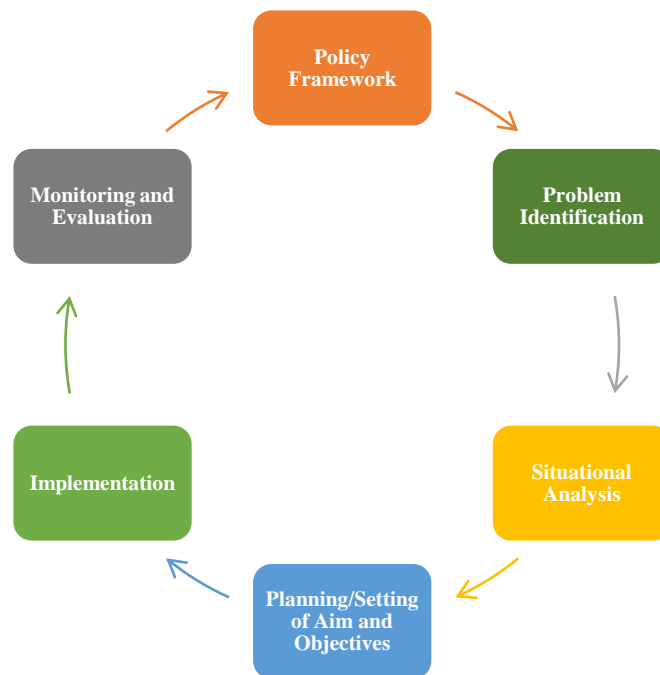 Policy
Framework
Problem
Identification
Situational
Analysis
Planning/Setting
of Aim and
Objectives
Implementation
Monitoring and
Evaluation